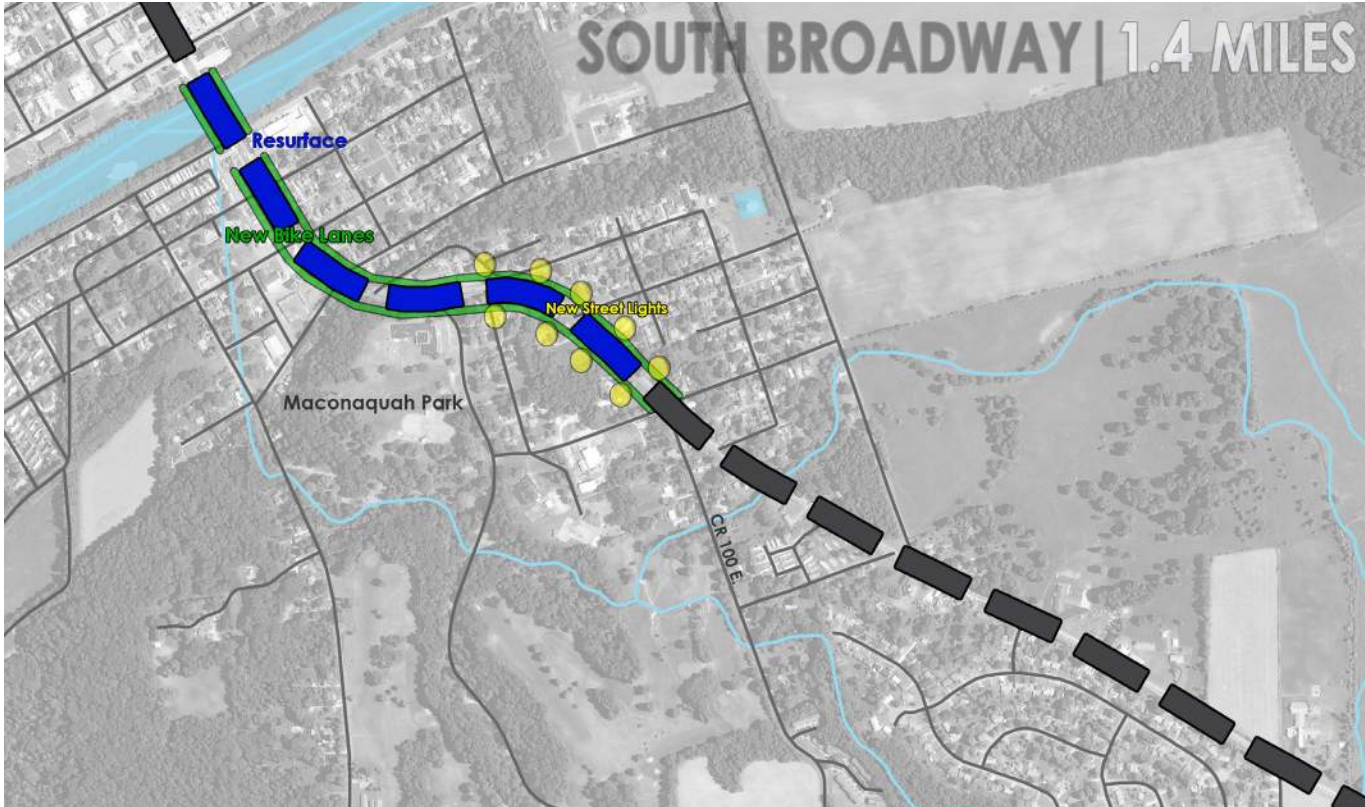 SOUTH BROADWAY | 1.4 MILES
Resurface
New Bike Lanes
New Street Lights
Maconaquah Park
CR 100 E.